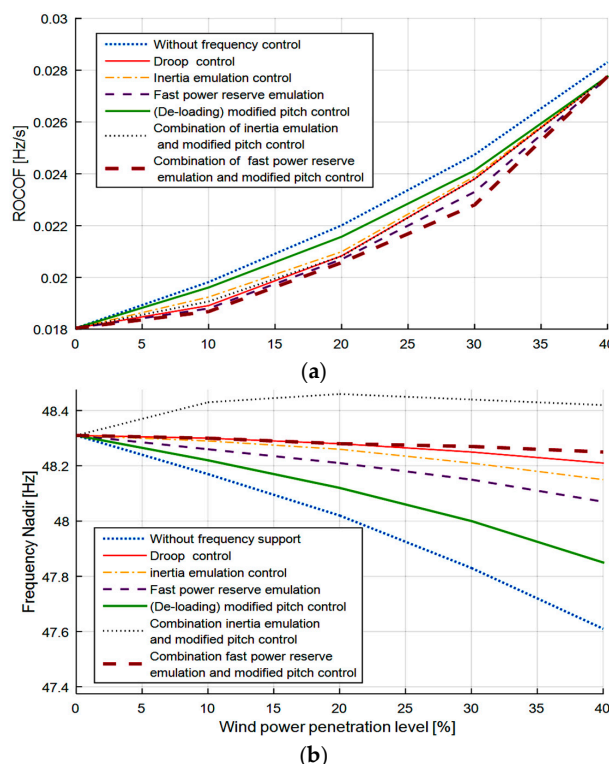 (a)
0.03
0.028
0.026
0.024
0.022
0.02
0.018
ROCOF [Hz/s]
Without frequency control
Droop control
Inertia emulation control
Fast power reserve emulation
(De-loading) modified pitch control
Combination of inertia emulation
and modified pitch control
Combination of fast power reserve
emulation and modified pitch control
0 5 10 15 20 25 30 35 40
(a)
48.4
48.2
48
47.8
47.6
47.4
Frequency Nadir [Hz]
Without frequency support
Droop control
inertia emulation control
Fast power reserve emulation
(De-loading) modified pitch control
Combination inertia emulation
and modified pitch control
Combination fast power reserve
emulation and modified pitch control
0 5 10 15 20 25 30 35 40
Wind power penetration level [%]
(b)